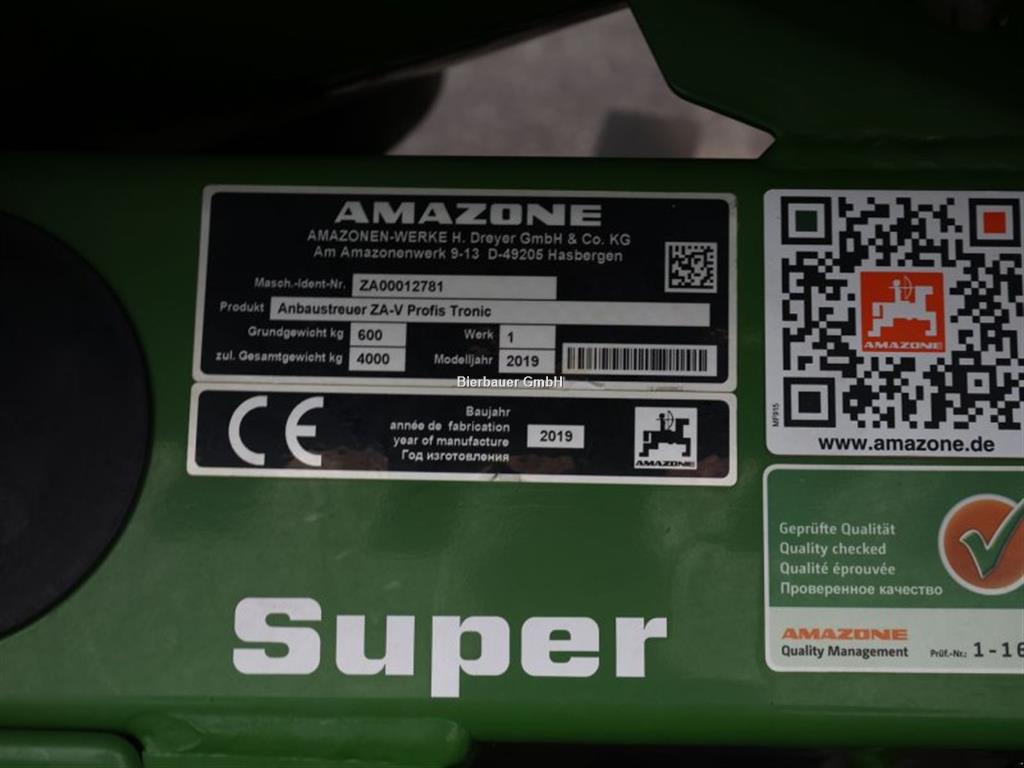 AMAZONE
AMAZONEN-WERKE H. Dreyer GmbH & Co. KG
Am Amazonenwerk 9-13 D-49205 Hasbergen
Masch.-Ident-Nr. ZA00012781
Produkt Anbaustreuer ZA-V Profis Tronic
Grundgewicht kg 600 Werk 1
zul. Gesamtgewicht kg 4000 Modelljahr 2019
Bierbauer GmbH
CE
Baujahr
année de fabrication
year of manufacture 2019
Год изготовления
AMAZONE
AMAZONE
MF915
www.amazone.de
Geprüfte Qualität
Quality checked
Qualité éprouvée
Проверенное качество
AMAZONE
Quality Management Prüf.-Nr.: 1-16
Super